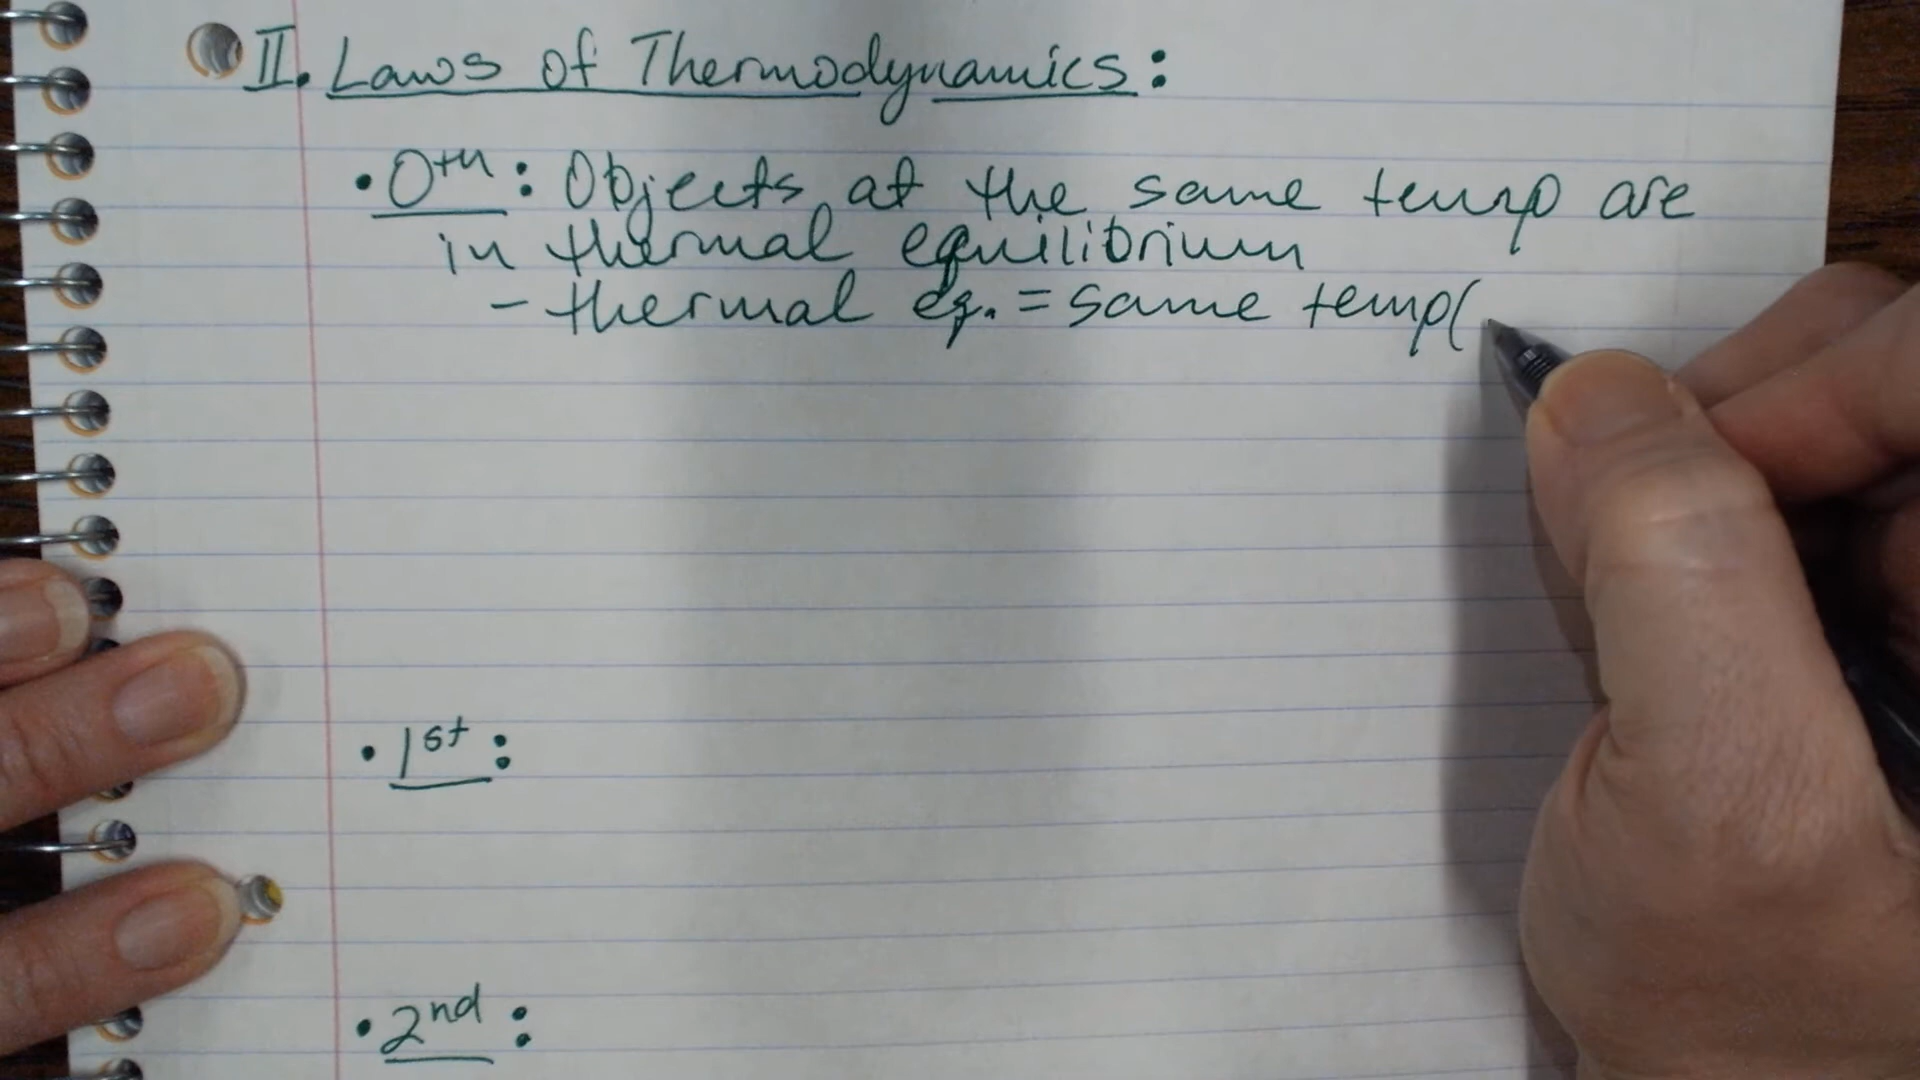 II. Laws of Thermodynamics:
• 0th: Objects at the same temp are
in thermal equilibrium
- thermal eq. = same temp(
• 1st:
• 2nd: